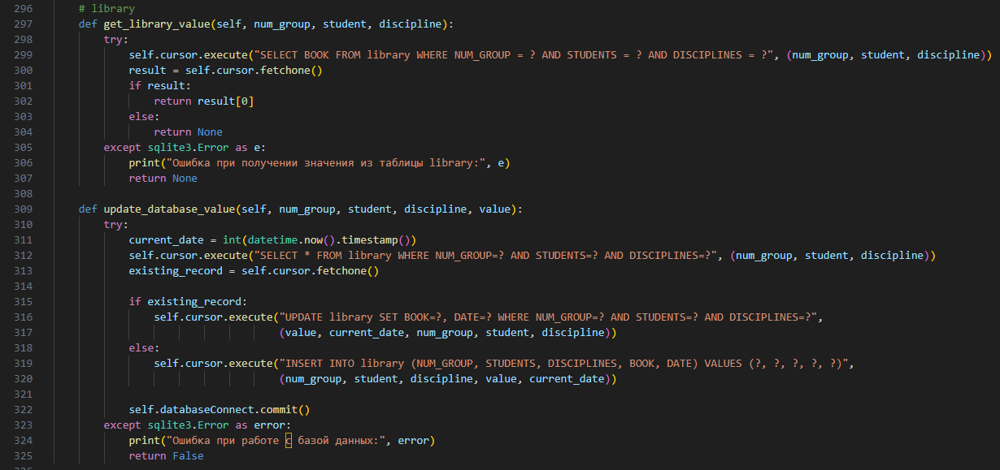 296 # library
297 def get_library_value(self, num_group, student, discipline):
298 try:
299 self.cursor.execute("SELECT BOOK FROM library WHERE NUM_GROUP = ? AND STUDENTS = ? AND DISCIPLINES = ?", (num_group, student, discipline))
300 result = self.cursor.fetchone()
301 if result:
302 return result[0]
303 else:
304 return None
305 except sqlite3.Error as e:
306 print("Ошибка при получении значения из таблицы library:", e)
307 return None
308
309 def update_database_value(self, num_group, student, discipline, value):
310 try:
311 current_date = int(datetime.now().timestamp())
312 self.cursor.execute("SELECT * FROM library WHERE NUM_GROUP=? AND STUDENTS=? AND DISCIPLINES=?", (num_group, student, discipline))
313 existing_record = self.cursor.fetchone()
314
315 if existing_record:
316 self.cursor.execute("UPDATE library SET BOOK=?, DATE=? WHERE NUM_GROUP=? AND STUDENTS=? AND DISCIPLINES=?",
317 (value, current_date, num_group, student, discipline))
318 else:
319 self.cursor.execute("INSERT INTO library (NUM_GROUP, STUDENTS, DISCIPLINES, BOOK, DATE) VALUES (?, ?, ?, ?, ?)",
320 (num_group, student, discipline, value, current_date))
321
322 self.databaseConnect.commit()
323 except sqlite3.Error as error:
324 print("Ошибка при работе с базой данных:", error)
325 return False